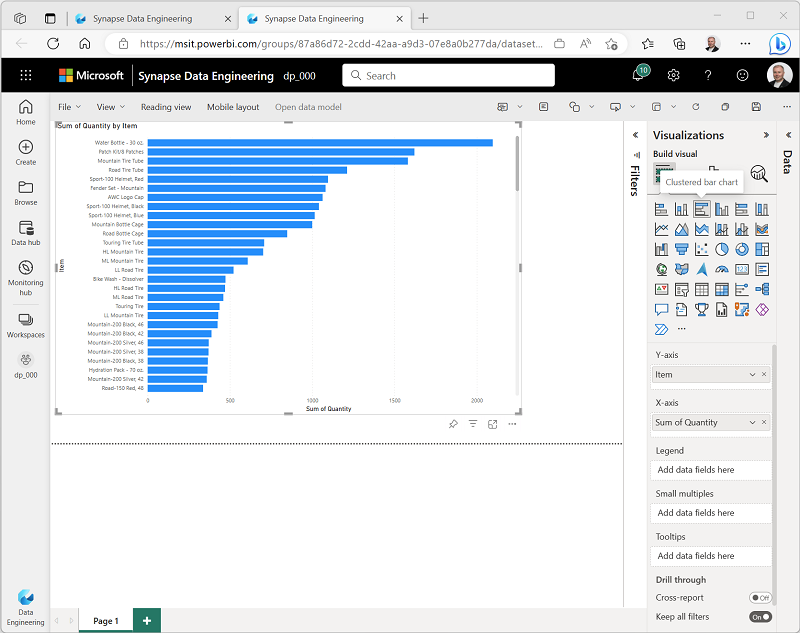 Synapse Data Engineering
Synapse Data Engineering
https://msit.powerbi.com/groups/87a86d72-2cdd-42aa-a9d3-07e8a0b277da/dataset...
Microsoft
Synapse Data Engineering
dp_000
Search
10
File
View
Reading view
Mobile layout
Open data model
Home
Create
Browse
Data hub
Monitoring
hub
Workspaces
dp_000
Data
Engineering
Sum of Quantity by Item
Item
Water Bottle - 30 oz.
Patch Kit/8 Patches
Mountain Tire Tube
Road Tire Tube
Sport-100 Helmet, Red
Fender Set - Mountain
AWC Logo Cap
Sport-100 Helmet, Black
Sport-100 Helmet, Blue
Mountain Bottle Cage
Road Bottle Cage
Touring Tire Tube
HL Mountain Tire
ML Mountain Tire
LL Road Tire
Bike Wash - Dissolver
HL Road Tire
ML Road Tire
Touring Tire
LL Mountain Tire
Mountain-200 Black, 46
Mountain-200 Black, 42
Mountain-200 Silver, 46
Mountain-200 Silver, 38
Mountain-200 Black, 38
Hydration Pack - 70 oz.
Mountain-200 Silver, 42
Road-150 Red, 48
0 500 1000 1500 2000
Sum of Quantity
Page 1
Filters
Visualizations
Build visual
Clustered bar chart
123
Y-axis
Item
X-axis
Sum of Quantity
Legend
Add data fields here
Small multiples
Add data fields here
Tooltips
Add data fields here
Drill through
Cross-report
Off
Keep all filters
On
Data